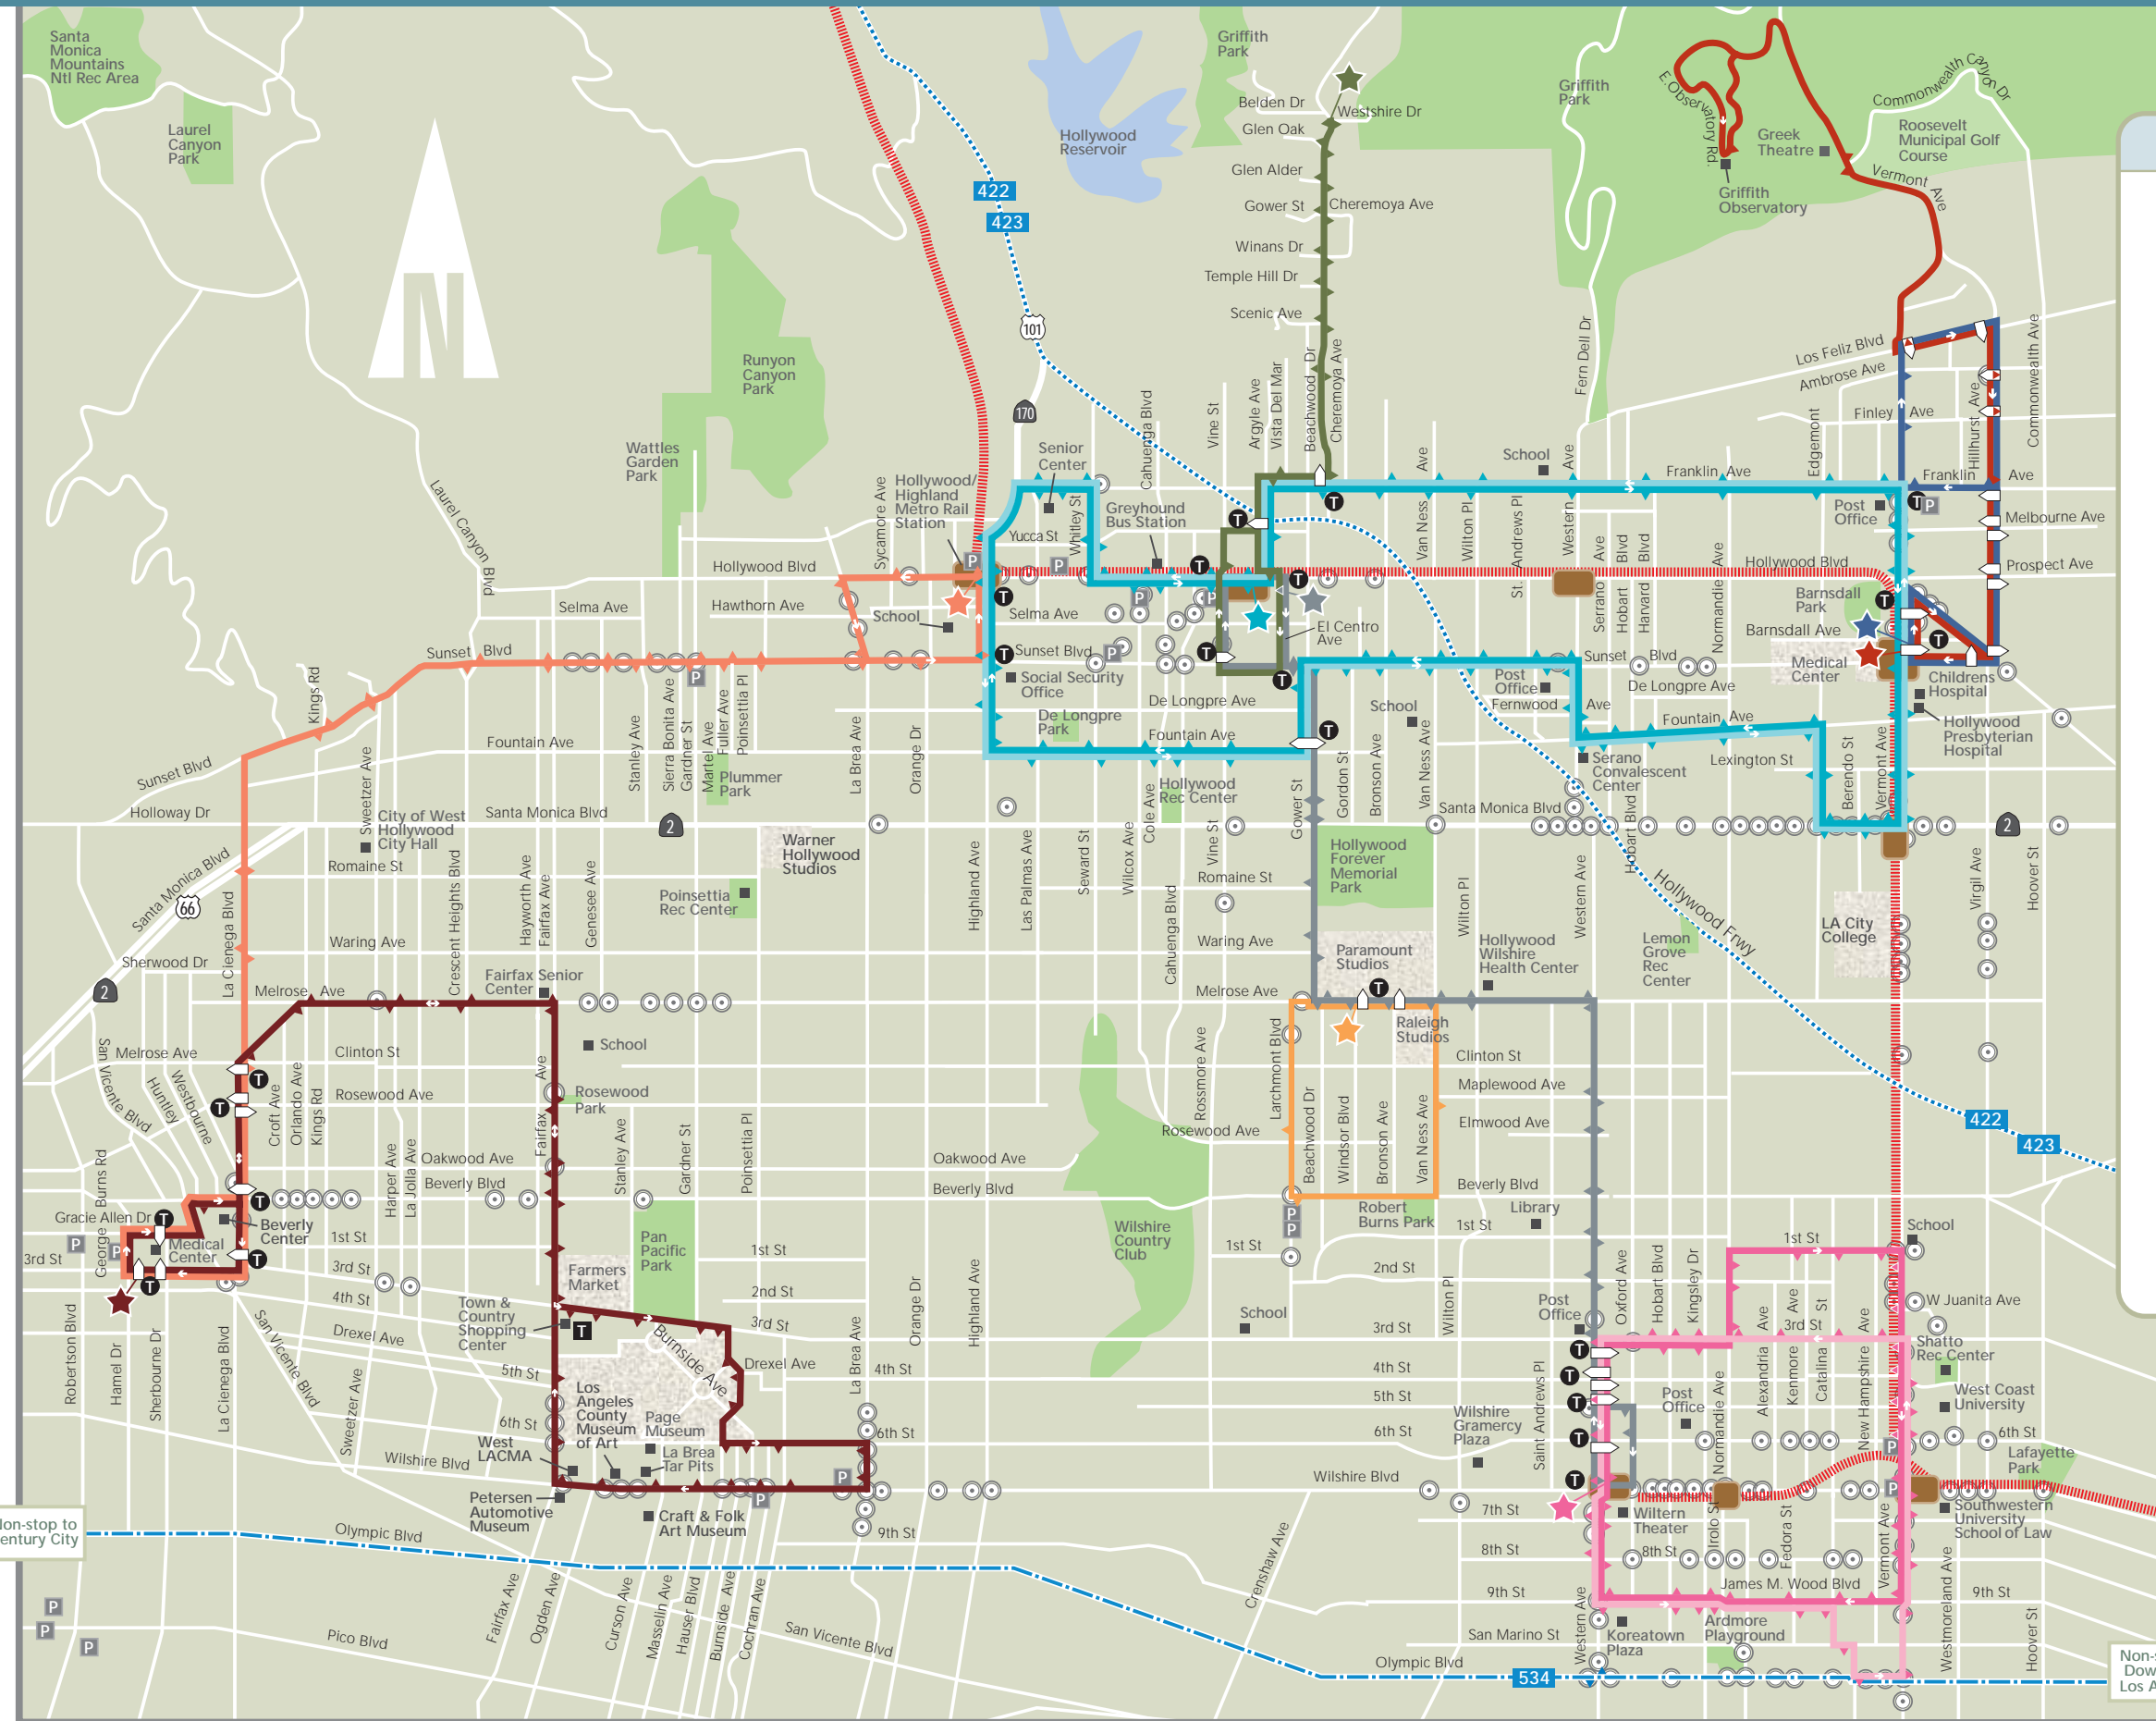 Santa
Monica
Mountains
Ntl Rec Area
Laurel
Canyon
Park
N
Griffith
Park
Hollywood
Reservoir
Belden Dr
Westshire Dr
Glen Oak
Glen Alder
Gower St
Cheremoya Ave
Winans Dr
Temple Hill Dr
Scenic Ave
Griffith
Park
E. Observatory Rd
Greek
Theatre
Griffith
Observatory
Commonwealth Canyon Dr
Roosevelt
Municipal Golf
Course
Vermont Ave
422
423
101
170
Runyon
Canyon
Park
Wattles
Garden
Park
Laurel Canyon Blvd
Senior
Center
Hollywood/
Highland
Metro Rail
Station
Sycamore Ave
Greyhound
Bus Station
Yucca St
Whitley St
Cahuenga Blvd
Vine St
Argyle Ave
Vista Del Mar
Beachwood Dr
Cheremoya Ave
Fern Dell Dr
Los Feliz Blvd
Ambrose Ave
Finley Ave
Hillhurst Ave
Commonwealth Ave
Edgemont
School
Franklin Ave
Franklin Ave
Van Ness Ave
Wilton Pl
St. Andrews Pl
Western Ave
Serrano Ave
Hobart Blvd
Harvard Blvd
Normandie Ave
Post
Office
Melbourne Ave
Prospect Ave
Hollywood Blvd
Hollywood Blvd
Hawthorn Ave
Selma Ave
Selma Ave
School
Barnsdall
Park
Barnsdall Ave
Medical
Center
El Centro
Ave
Sunset Blvd
Sunset Blvd
Sunset Blvd
Social Security
Office
De Longpre Ave
De Longpre
Park
Fountain Ave
School
Post
Office
Fernwood Ave
De Longpre Ave
Fountain Ave
Childrens
Hospital
Hollywood
Presbyterian
Hospital
Kings Rd
Stanley Ave
Sierra Bonita Ave
Gardner St
Martel Ave
Fuller Ave
Poinsettia Pl
La Brea Ave
Orange Dr
Fountain Ave
Sunset Blvd
Holloway Dr
Sweetzer Ave
City of West
Hollywood
City Hall
Santa Monica Blvd
Plummer
Park
2
Hollywood
Rec Center
Cole Ave
Gower St
Gordon St
Bronson Ave
Van Ness Ave
Serano
Convalescent
Center
Lexington St
Berendo St
Vermont Ave
Santa Monica Blvd
Hobart Blvd
2
Romaine St
Warner
Hollywood
Studios
Poinsettia
Rec Center
Santa Monica Blvd
66
La Cienega Blvd
Crescent Heights Blvd
Hayworth Ave
Fairfax Ave
Genesee Ave
Highland Ave
Las Palmas Ave
Seward St
Wilcox Ave
Cahuenga Blvd
Vine St
Romaine St
Hollywood
Forever
Memorial
Park
Wilton Pl
Western Ave
Hollywood Frwy
LA City
College
Virgil Ave
Hoover St
Waring Ave
Waring Ave
Sherwood Dr
2
Fairfax Senior
Center
Paramount
Studios
Hollywood
Wilshire
Health Center
Lemon
Grove
Rec
Center
Melrose Ave
Melrose Ave
Raleigh
Studios
San Vicente Blvd
Melrose Ave
Huntley
Westbourne
Clinton St
School
Rosewood Ave
Rosewood
Park
Croft Ave
Orlando Ave
Kings Rd
Fairfax Ave
Rossmore Ave
Larchmont Blvd
Clinton St
Maplewood Ave
Elmwood Ave
Rosewood Ave
Beachwood Dr
Windsor Blvd
Bronson Ave
Van Ness Ave
422
423
Oakwood Ave
Beverly Blvd
Harper Ave
La Jolla Ave
Stanley Ave
Gardner St
Poinsettia Pl
Oakwood Ave
Beverly Blvd
Beverly Blvd
George Burns Rd
Gracie Allen Dr
Medical
Center
Beverly
Center
3rd St
1st St
3rd St
4th St
Drexel Ave
Pan
Pacific
Park
Farmers
Market
1st St
2nd St
3rd St
Wilshire
Country
Club
Robert
Burns Park
1st St
1st St
Library
2nd St
School
Post
Office
3rd St
Wilton Pl
Oxford Ave
Hobart Blvd
Kingsley Dr
School
1st St
W Juanita Ave
3rd St
Shatto
Rec Center
Town &
Country
Shopping
Center
Burnside Ave
Drexel Ave
La Brea Ave
Orange Dr
Highland Ave
4th St
4th St
5th St
5th St
6th St
6th St
6th St
6th St
Robertson Blvd
Hamel Dr
Sherbourne Dr
La Cienega Blvd
San Vicente Blvd
Sweetzer Ave
Los
Angeles
County
Museum
of Art
Page
Museum
La Brea
Tar Pits
West
LACMA
Wilshire Blvd
Petersen
Automotive
Museum
Craft & Folk
Art Museum
9th St
Wilshire
Gramercy
Plaza
Saint Andrews Pl
Post
Office
Normandie Ave
Alexandria Ave
Kenmore Ave
Catalina St
New Hampshire Ave
West Coast
University
Lafayette
Park
Wilshire Blvd
7th St
Wiltern
Theater
Irolo St
Fedora St
Vermont Ave
Southwestern
University
School of Law
8th St
8th St
James M. Wood Blvd
9th St
9th St
Westmoreland Ave
Hoover St
Non-stop to
entury City
Olympic Blvd
Pico Blvd
Fairfax Ave
Ogden Ave
Curson Ave
Masselin Ave
Hauser Blvd
Burnside Ave
Cochran Ave
San Vicente Blvd
Crenshaw Ave
San Marino St
Western Ave
Koreatown
Plaza
Ardmore
Playground
Olympic Blvd
534
Non-s
Dow
Los A